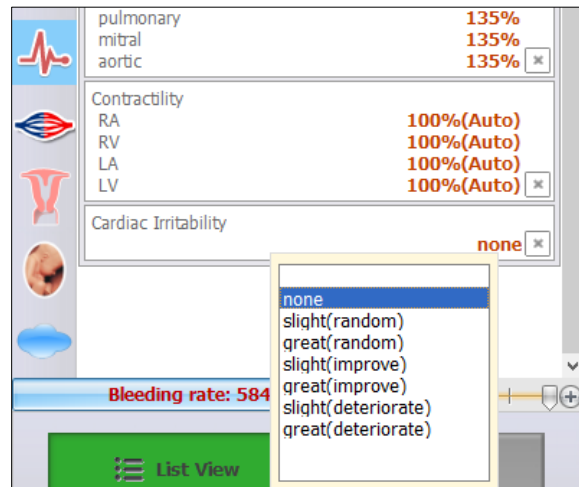 pulmonary 135%
mitral 135%
aortic 135%
Contractility
RA 100%(Auto)
RV 100%(Auto)
LA 100%(Auto)
LV 100%(Auto)
Cardiac Irritability
none
none
slight(random)
great(random)
slight(improve)
great(improve)
slight(deteriorate)
great(deteriorate)
Bleeding rate: 584
List View